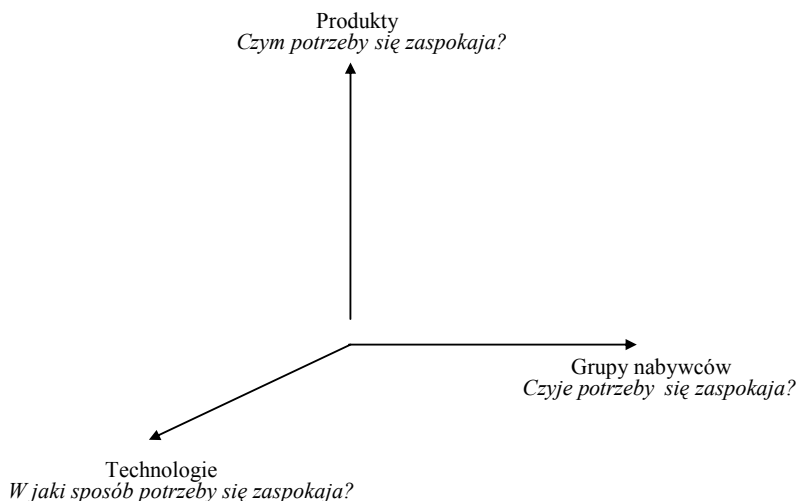 Produkty
Czym potrzeby się zaspokaja?
Grupy nabywców
Czyje potrzeby się zaspokaja?
Technologie
W jaki sposób potrzeby się zaspokaja?